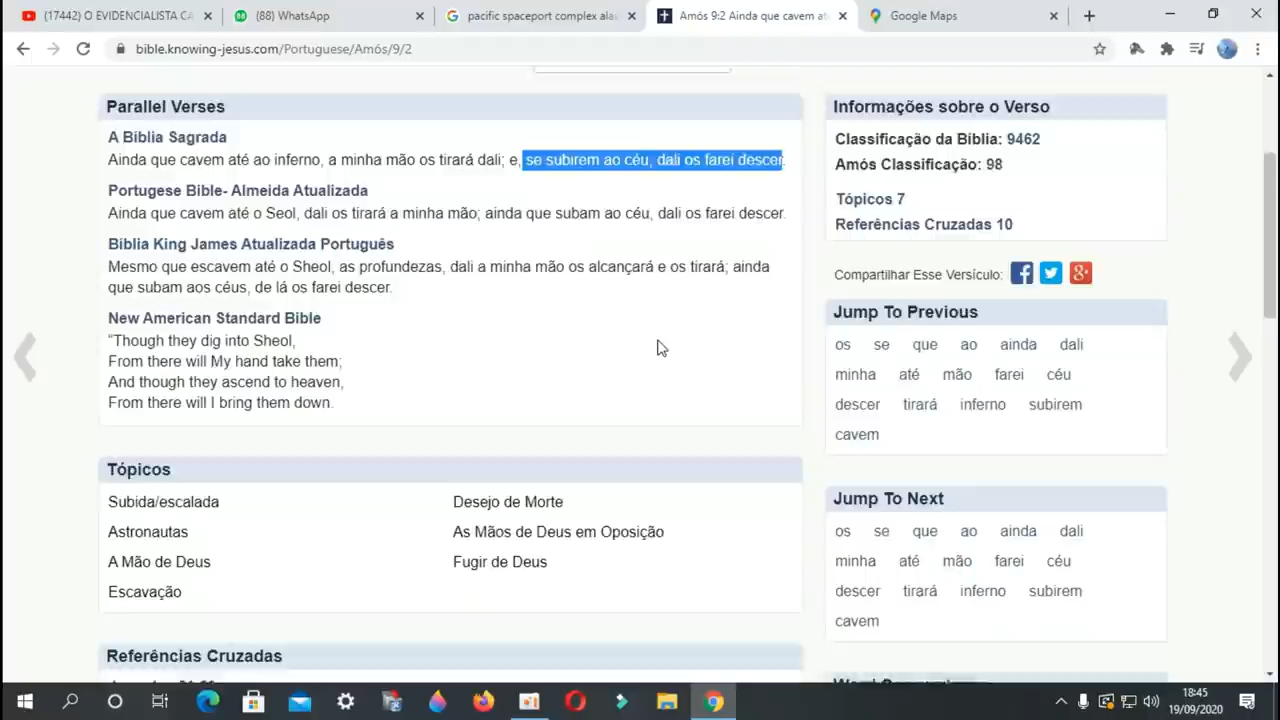 (17442) O EVIDENCIALISTA CA
(88) WhatsApp
pacific spaceport complex alas
Amós 9:2 Ainda que cavem at
Google Maps
bible.knowing-jesus.com/Portuguese/Amós/9/2
Parallel Verses
A Bíblia Sagrada
Ainda que cavem até ao inferno, a minha mão os tirará dali; e, se subirem ao céu, dali os farei descer.
Portugese Bible- Almeida Atualizada
Ainda que cavem até o Seol, dali os tirará a minha mão; ainda que subam ao céu, dali os farei descer.
Bíblia King James Atualizada Português
Mesmo que escavem até o Sheol, as profundezas, dali a minha mão os alcançará e os tirará; ainda
que subam aos céus, de lá os farei descer.
New American Standard Bible
“Though they dig into Sheol,
From there will My hand take them;
And though they ascend to heaven,
From there will I bring them down.
Tópicos
Subida/escalada Desejo de Morte
Astronautas As Mãos de Deus em Oposição
A Mão de Deus Fugir de Deus
Escavação
Referências Cruzadas
Informações sobre o Verso
Classificação da Bíblia: 9462
Amós Classificação: 98
Tópicos 7
Referências Cruzadas 10
Compartilhar Esse Versículo:
Jump To Previous
os se que ao ainda dali
minha até mão farei céu
descer tirará inferno subirem
cavem
Jump To Next
os se que ao ainda dali
minha até mão farei céu
descer tirará inferno subirem
cavem
18:45
19/09/2020